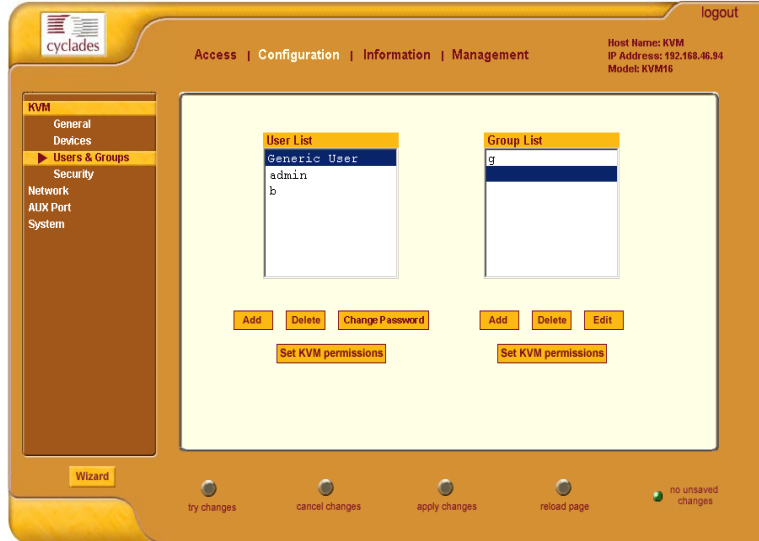 logout
cyclades
Access | Configuration | Information | Management
Host Name: KVM
IP Address: 192.168.46.94
Model: KVM16
KVM
General
Devices
Users & Groups
Security
Network
AUX Port
System
User List
Generic User
admin
b
Group List
g
Add Delete Change Password
Set KVM permissions
Add Delete Edit
Set KVM permissions
Wizard
try changes
cancel changes
apply changes
reload page
no unsaved
changes